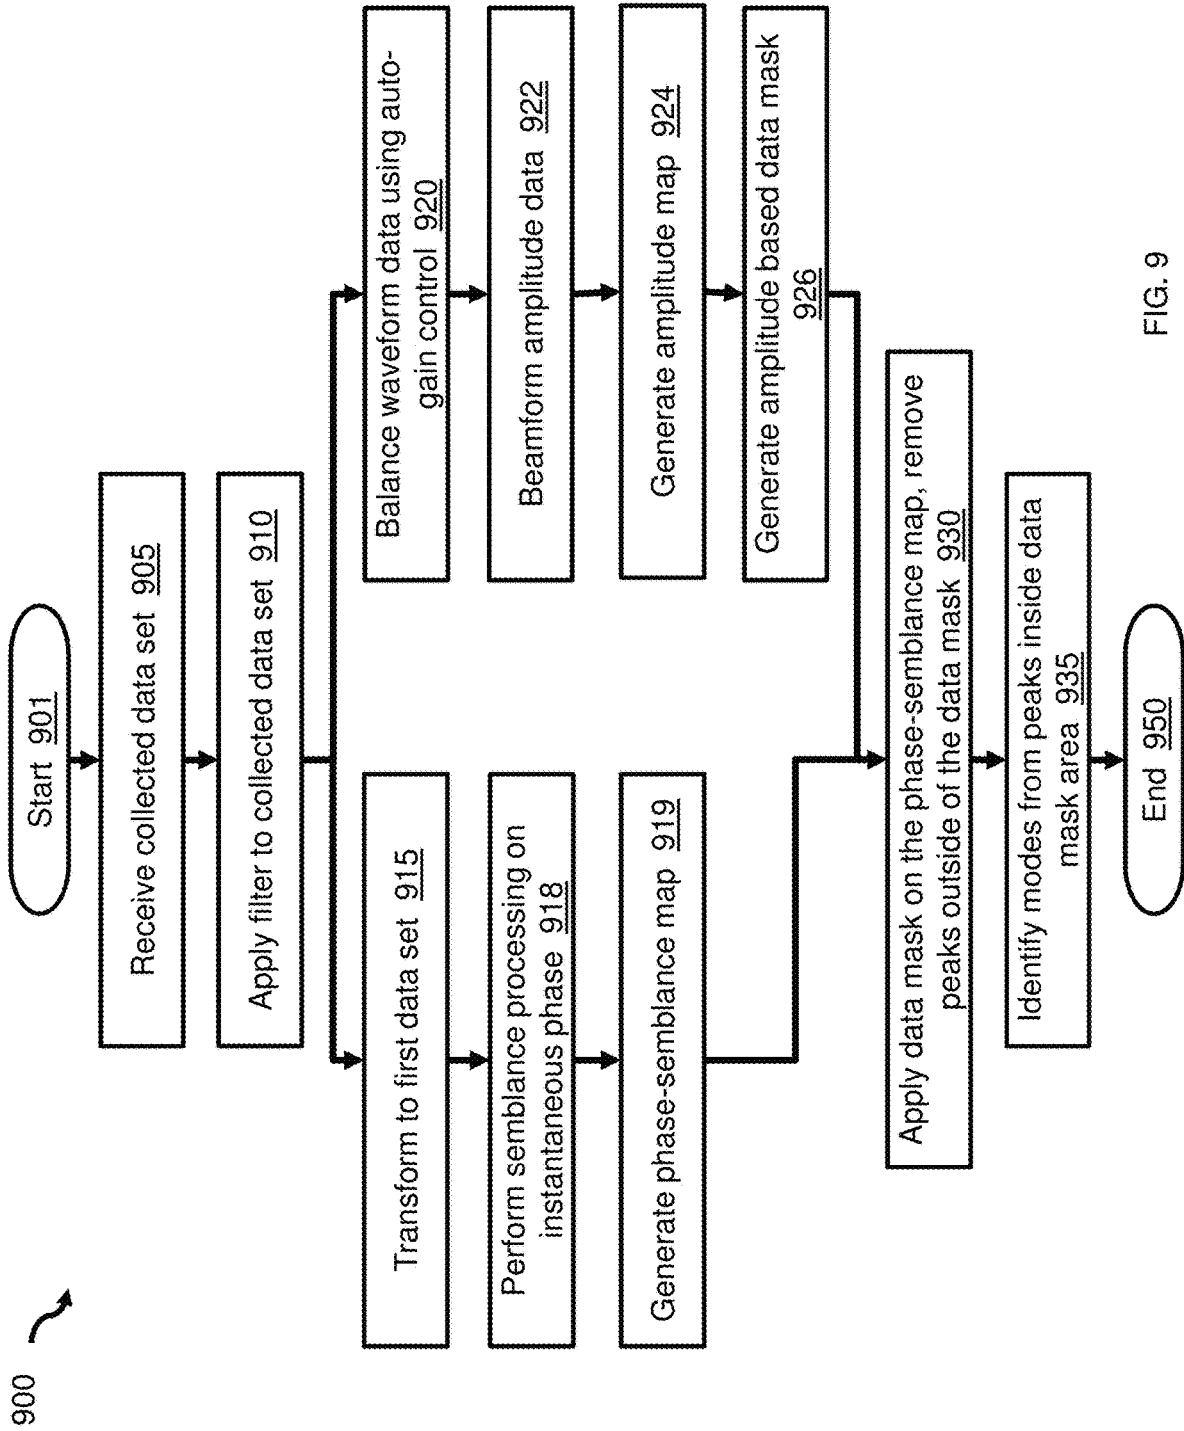 900
Start 901
Receive collected data set 905
Apply filter to collected data set 910
Transform to first data set 915
Perform semblance processing on
instantaneous phase 918
Generate phase-semblance map 919
Balance waveform data using auto-
gain control 920
Beamform amplitude data 922
Generate amplitude map 924
Generate amplitude based data mask
926
Apply data mask on the phase-semblance map, remove
peaks outside of the data mask 930
Identify modes from peaks inside data
mask area 935
End 950
FIG. 9